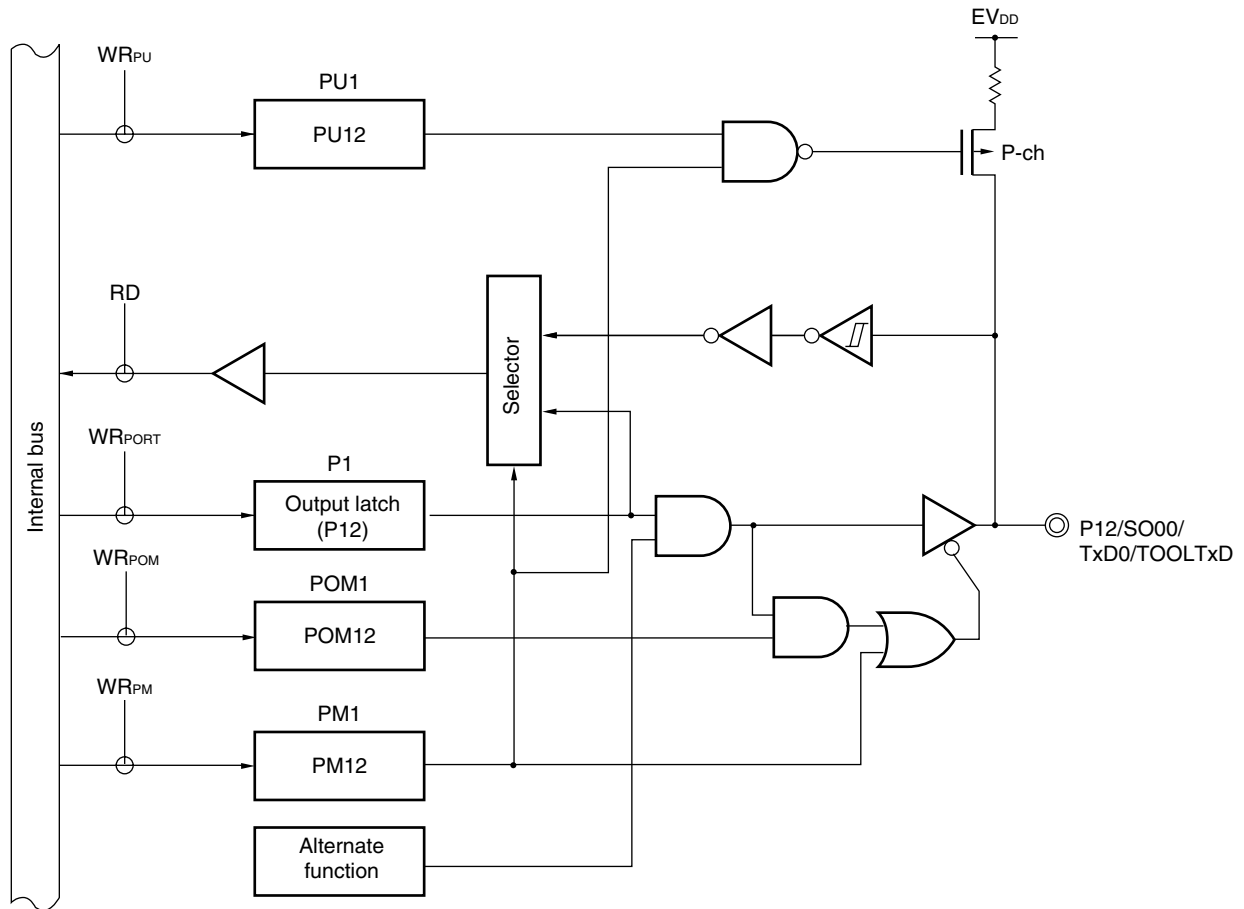 EVDD
WRPU
PU1
PU12
P-ch
RD
Selector
Internal bus
WRPORT
P1
Output latch
(P12)
P12/SO00/
TxD0/TOOLTxD
WRPOM
POM1
POM12
WRPM
PM1
PM12
Alternate
function